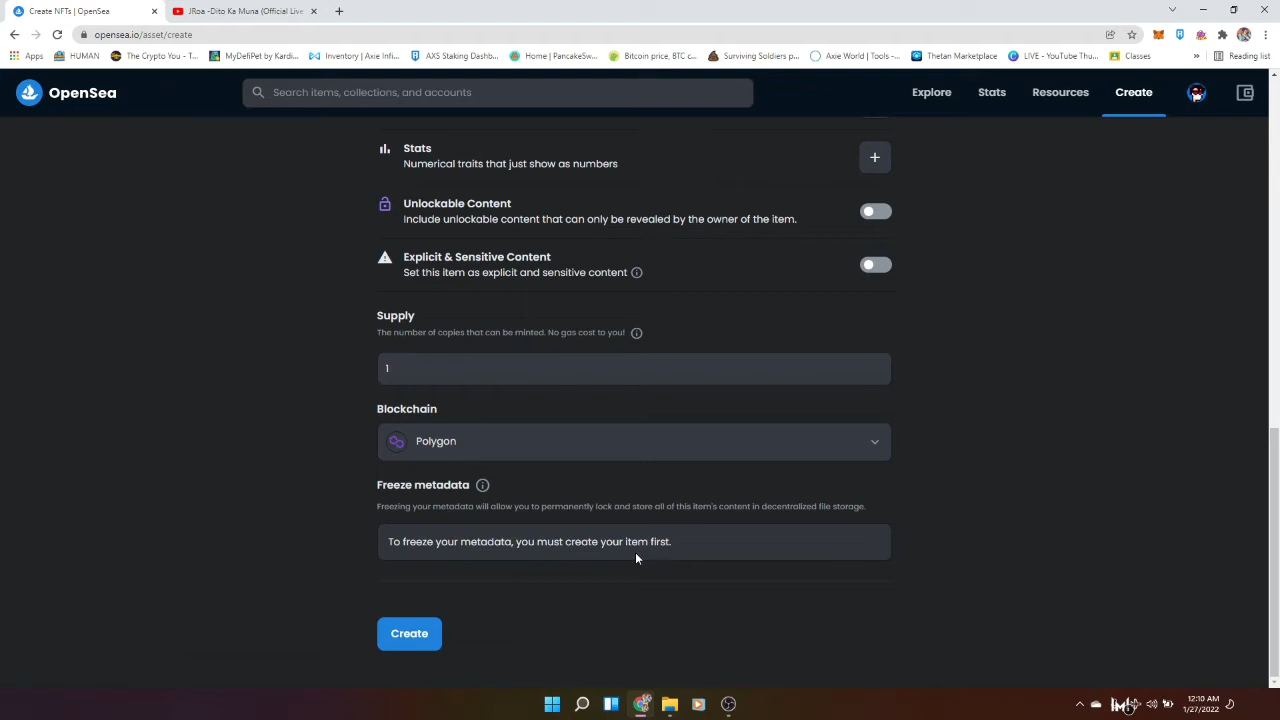 Create NFTs | OpenSea
JRoa -Dito Ka Muna (Official Live
opensea.io/asset/create
Apps
HUMAN
The Crypto You - T...
MyDefiPet by Kardi...
Inventory | Axie Infi...
AXS Staking Dashb...
Home | PancakeSw...
Bitcoin price, BTC c...
Surviving Soldiers p...
Axie World | Tools -...
Thetan Marketplace
LIVE - YouTube Thu...
Classes
»
Reading list
OpenSea
Search items, collections, and accounts
Explore
Stats
Resources
Create
Stats
Numerical traits that just show as numbers
Unlockable Content
Include unlockable content that can only be revealed by the owner of the item.
Explicit & Sensitive Content
Set this item as explicit and sensitive content
Supply
The number of copies that can be minted. No gas cost to you!
1
Blockchain
Polygon
Freeze metadata
Freezing your metadata will allow you to permanently lock and store all of this item's content in decentralized file storage.
To freeze your metadata, you must create your item first.
Create
12:10 AM
1/27/2022